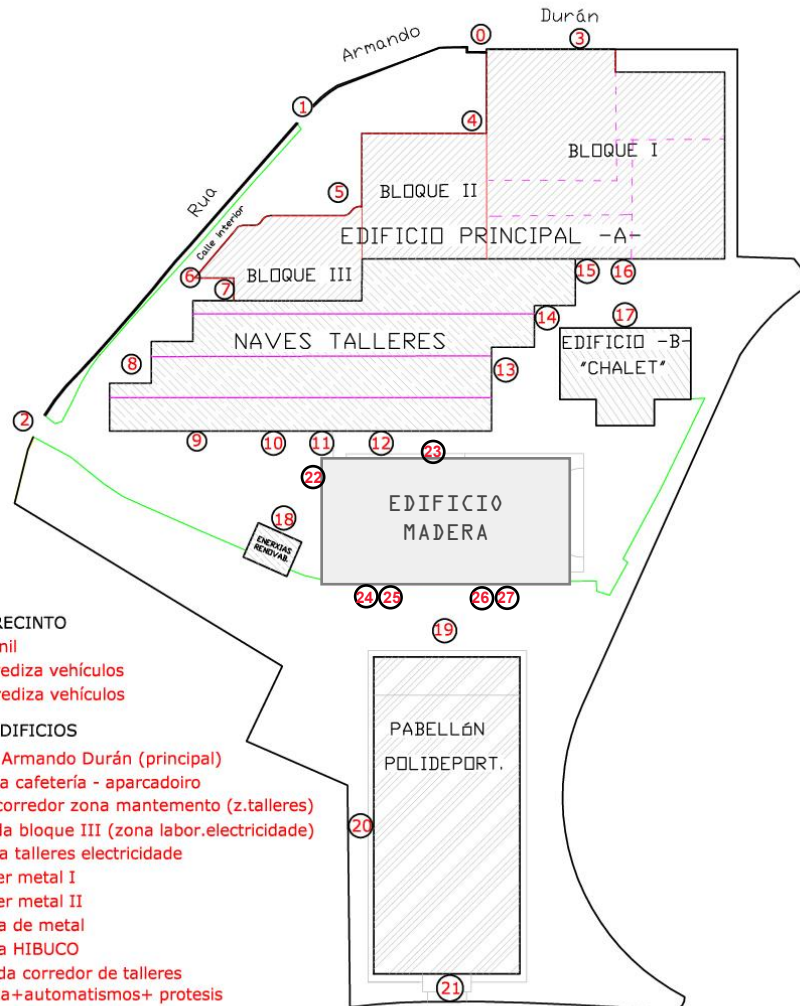 Durán
Armando
0
3
1
4
BLOQUE I
5
BLOQUE II
Rua
Calle interior
EDIFICIO PRINCIPAL -A-
6
7
BLOQUE III
15
16
14
17
NAVES TALLERES
EDIFICIO -B-
"CHALET"
8
13
2
9
10
11
12
23
22
EDIFICIO
MADERA
18
ENERXIAS
RENOVAB.
24
25
26
27
19
RECINTO
nil
rediza vehículos
rediza vehículos
DIFICIOS
Armando Durán (principal)
a cafetería - aparcadoiro
corredor zona mantemento (z.talleres)
da bloque III (zona labor.electricidade)
a talleres electricidade
er metal I
er metal II
a de metal
a HIBUCO
da corredor de talleres
a+automatismos+ protesis
PABELLóN
POLIDEPORT.
20
21